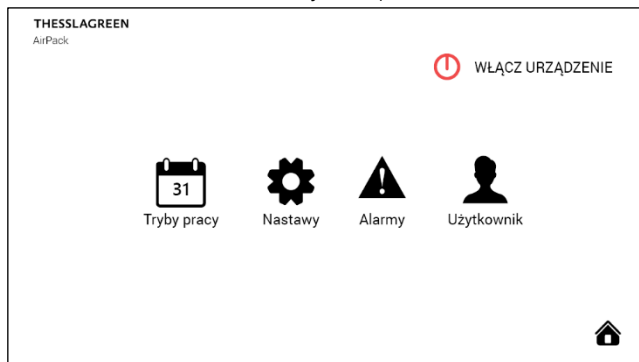 THESSLAGREEN
AirPack
WŁĄCZ URZĄDZENIE
31
Tryby pracy
Nastawy
Alarmy
Użytkownik